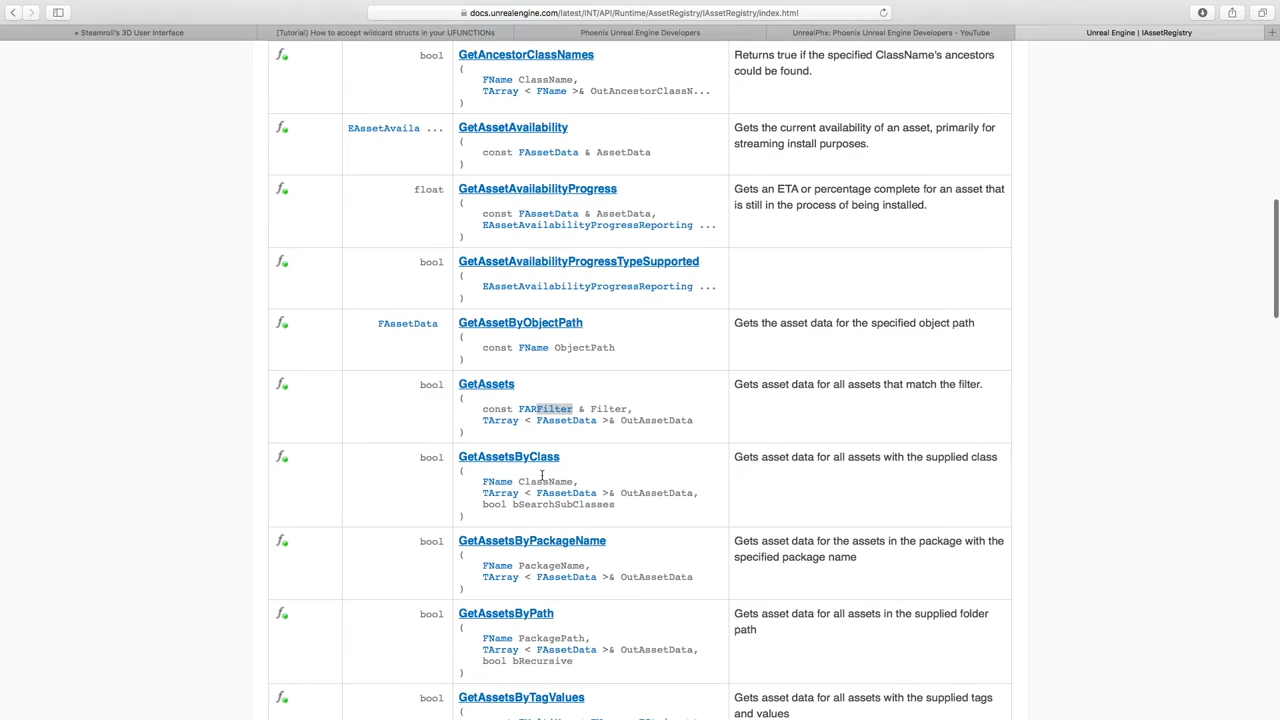 docs.unrealengine.com/latest/INT/API/Runtime/AssetRegistry/IAssetRegistry/index.html
» Steamroll's 3D User Interface
[Tutorial] How to accept wildcard structs in your UFUNCTIONs
Phoenix Unreal Engine Developers
UnrealPhx: Phoenix Unreal Engine Developers - YouTube
Unreal Engine | IAssetRegistry
bool
GetAncestorClassNames
(
FName ClassName,
TArray < FName >& OutAncestorClassN...
)
Returns true if the specified ClassName's ancestors
could be found.
EAssetAvaila ...
GetAssetAvailability
(
const FAssetData & AssetData
)
Gets the current availability of an asset, primarily for
streaming install purposes.
float
GetAssetAvailabilityProgress
(
const FAssetData & AssetData,
EAssetAvailabilityProgressReporting ...
)
Gets an ETA or percentage complete for an asset that
is still in the process of being installed.
bool
GetAssetAvailabilityProgressTypeSupported
(
EAssetAvailabilityProgressReporting ...
)
FAssetData
GetAssetByObjectPath
(
const FName ObjectPath
)
Gets the asset data for the specified object path
bool
GetAssets
(
const FARFilter & Filter,
TArray < FAssetData >& OutAssetData
)
Gets asset data for all assets that match the filter.
bool
GetAssetsByClass
(
FName ClassName,
TArray < FAssetData >& OutAssetData,
bool bSearchSubClasses
)
Gets asset data for all assets with the supplied class
bool
GetAssetsByPackageName
(
FName PackageName,
TArray < FAssetData >& OutAssetData
)
Gets asset data for the assets in the package with the
specified package name
bool
GetAssetsByPath
(
FName PackagePath,
TArray < FAssetData >& OutAssetData,
bool bRecursive
)
Gets asset data for all assets in the supplied folder
path
bool
GetAssetsByTagValues
(
Gets asset data for all assets with the supplied tags
and values